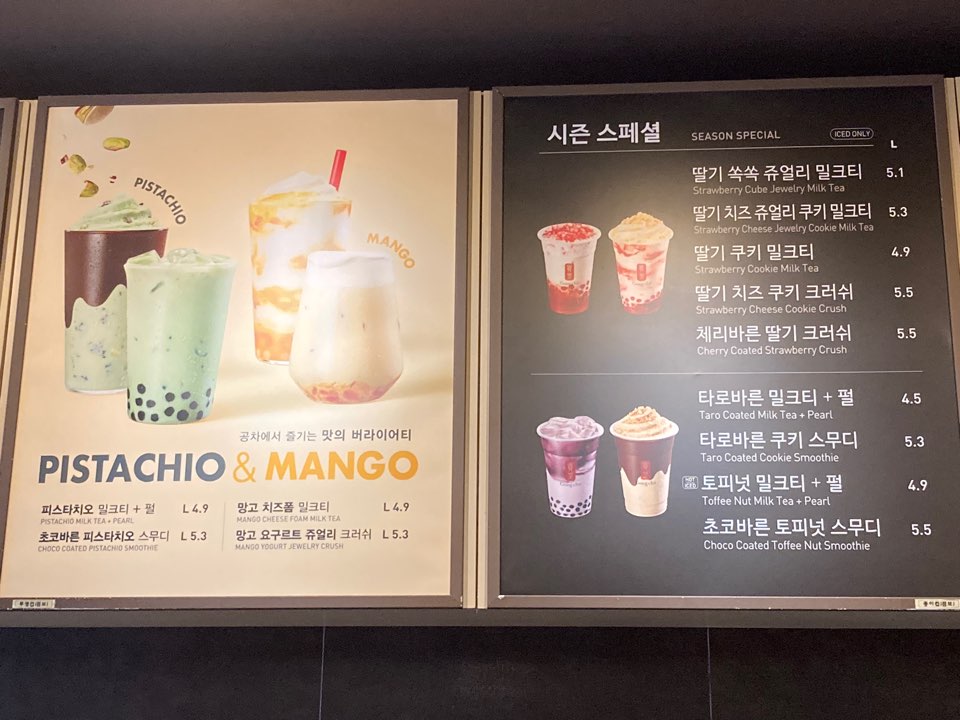 PISTACHIO
MANGO
공차에서 즐기는 맛의 버라이어티
PISTACHIO & MANGO
피스타치오 밀크티 + 펄 L 4.9
PISTACHIO MILK TEA + PEARL
초코바른 피스타치오 스무디 L 5.3
CHOCO COATED PISTACHIO SMOOTHIE
망고 치즈폼 밀크티 L 4.9
MANGO CHEESE FOAM MILK TEA
망고 요구르트 쥬얼리 크러쉬 L 5.3
MANGO YOGURT JEWELRY CRUSH
시즌 스페셜 SEASON SPECIAL ICED ONLY
L
딸기 쏙쏙 쥬얼리 밀크티 5.1
Strawberry Cube Jewelry Milk Tea
딸기 치즈 쥬얼리 쿠키 밀크티 5.3
Strawberry Cheese Jewelry Cookie Milk Tea
딸기 쿠키 밀크티 4.9
Strawberry Cookie Milk Tea
딸기 치즈 쿠키 크러쉬 5.5
Strawberry Cheese Cookie Crush
체리바른 딸기 크러쉬 5.5
Cherry Coated Strawberry Crush
타로바른 밀크티 + 펄 4.5
Taro Coated Milk Tea + Pearl
타로바른 쿠키 스무디 5.3
Taro Coated Cookie Smoothie
HOT ICED 토피넛 밀크티 + 펄 4.9
Toffee Nut Milk Tea + Pearl
초코바른 토피넛 스무디 5.5
Choco Coated Toffee Nut Smoothie